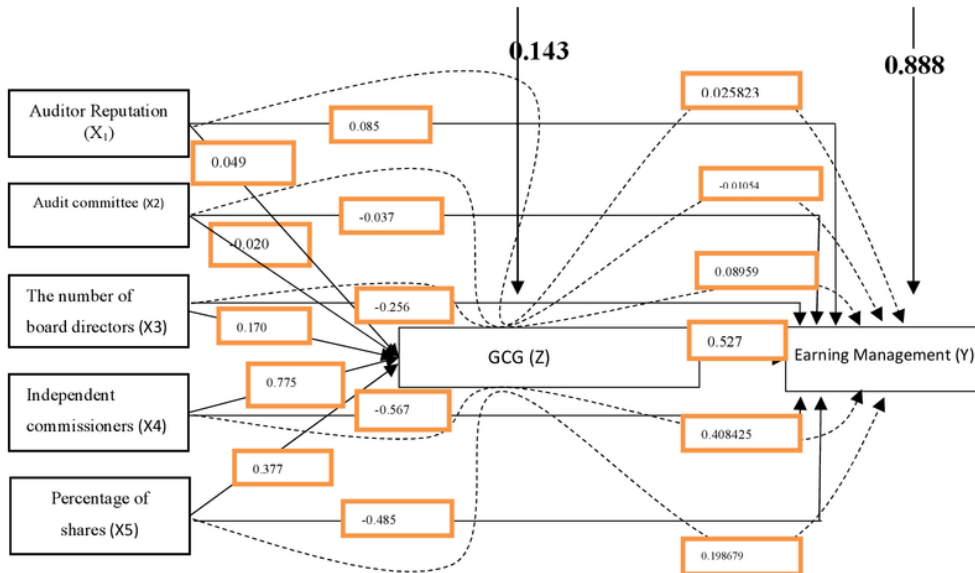 0.143
0.888
0.025823
Auditor Reputation
(X₁)
0.085
0.049
-0.01054
Audit committee (X2)
-0.037
-0.020
0.08959
The number of
board directors (X3)
-0.256
0.170
0.527
GCG (Z)
Earning Management (Y)
0.775
Independent
commissioners (X4)
-0.567
0.408425
0.377
Percentage of
shares (X5)
-0.485
0.198679